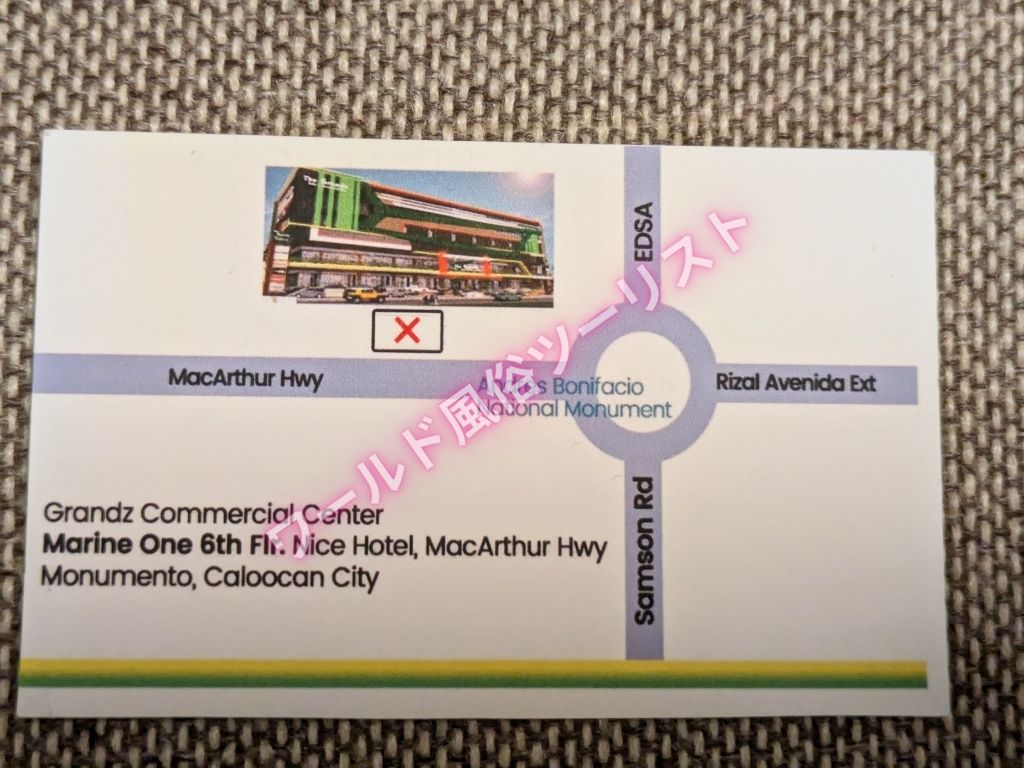 EDSA
MacArthur Hwy
Andres Bonifacio
National Monument
Rizal Avenida Ext
Samson Rd
Grandz Commercial Center
Marine One 6th Flr. Nice Hotel, MacArthur Hwy
Monumento, Caloocan City
ワールド風俗ツーリスト